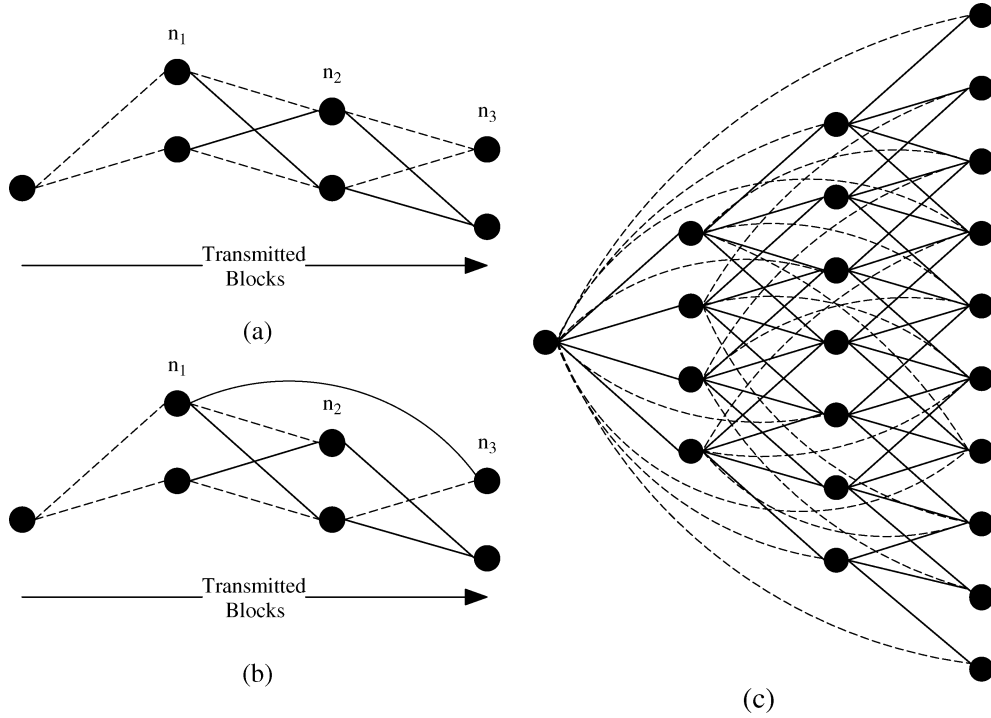 n1
n2
n3
Transmitted
Blocks
(a)
n1
n2
n3
Transmitted
Blocks
(b)
(c)